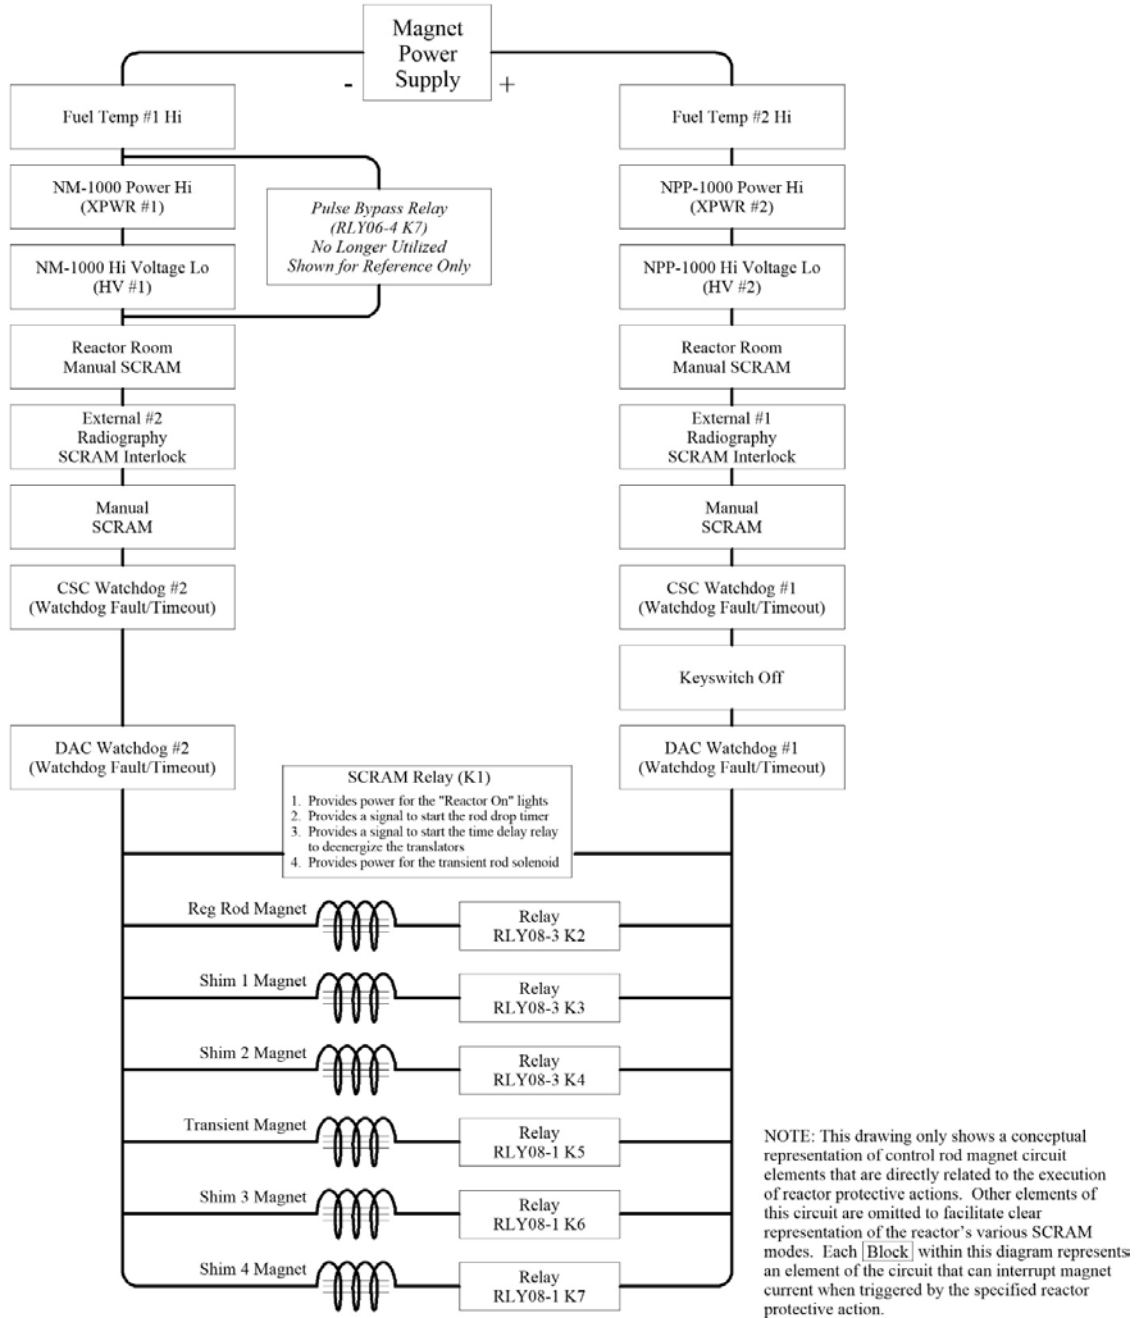 Magnet
Power
Supply
-
+
Fuel Temp #1 Hi
Fuel Temp #2 Hi
NM-1000 Power Hi
(XPWR #1)
Pulse Bypass Relay
(RLY06-4 K7)
No Longer Utilized
Shown for Reference Only
NPP-1000 Power Hi
(XPWR #2)
NM-1000 Hi Voltage Lo
(HV #1)
NPP-1000 Hi Voltage Lo
(HV #2)
Reactor Room
Manual SCRAM
Reactor Room
Manual SCRAM
External #2
Radiography
SCRAM Interlock
External #1
Radiography
SCRAM Interlock
Manual
SCRAM
Manual
SCRAM
CSC Watchdog #2
(Watchdog Fault/Timeout)
CSC Watchdog #1
(Watchdog Fault/Timeout)
Keyswitch Off
DAC Watchdog #2
(Watchdog Fault/Timeout)
DAC Watchdog #1
(Watchdog Fault/Timeout)
SCRAM Relay (K1)
1. Provides power for the "Reactor On" lights
2. Provides a signal to start the rod drop timer
3. Provides a signal to start the time delay relay
to deenergize the translators
4. Provides power for the transient rod solenoid
Reg Rod Magnet
Relay
RLY08-3 K2
Shim 1 Magnet
Relay
RLY08-3 K3
Shim 2 Magnet
Relay
RLY08-3 K4
Transient Magnet
Relay
RLY08-1 K5
Shim 3 Magnet
Relay
RLY08-1 K6
Shim 4 Magnet
Relay
RLY08-1 K7
NOTE: This drawing only shows a conceptual
representation of control rod magnet circuit
elements that are directly related to the execution
of reactor protective actions. Other elements of
this circuit are omitted to facilitate clear
representation of the reactor's various SCRAM
modes. Each Block within this diagram represents
an element of the circuit that can interrupt magnet
current when triggered by the specified reactor
protective action.